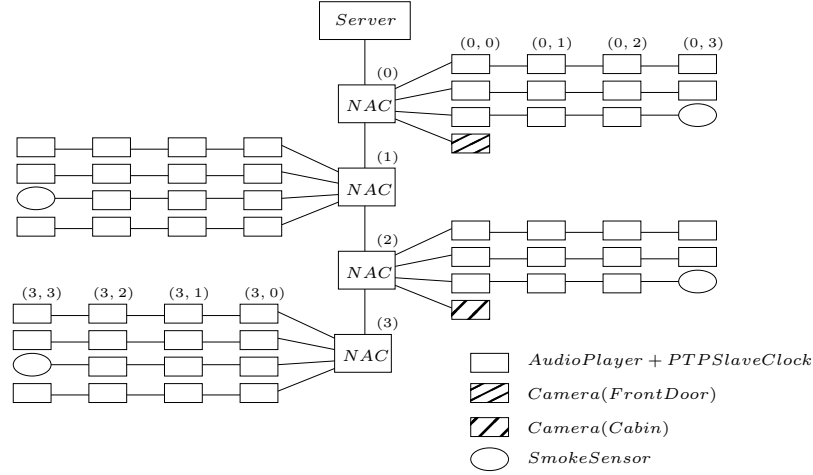 Server
(0, 0) (0, 1) (0, 2) (0, 3)
(0)
NAC
(1)
NAC
(2)
NAC
(3, 3) (3, 2) (3, 1) (3, 0)
(3)
NAC
AudioPlayer + PTPSlaveClock
Camera(FrontDoor)
Camera(Cabin)
SmokeSensor